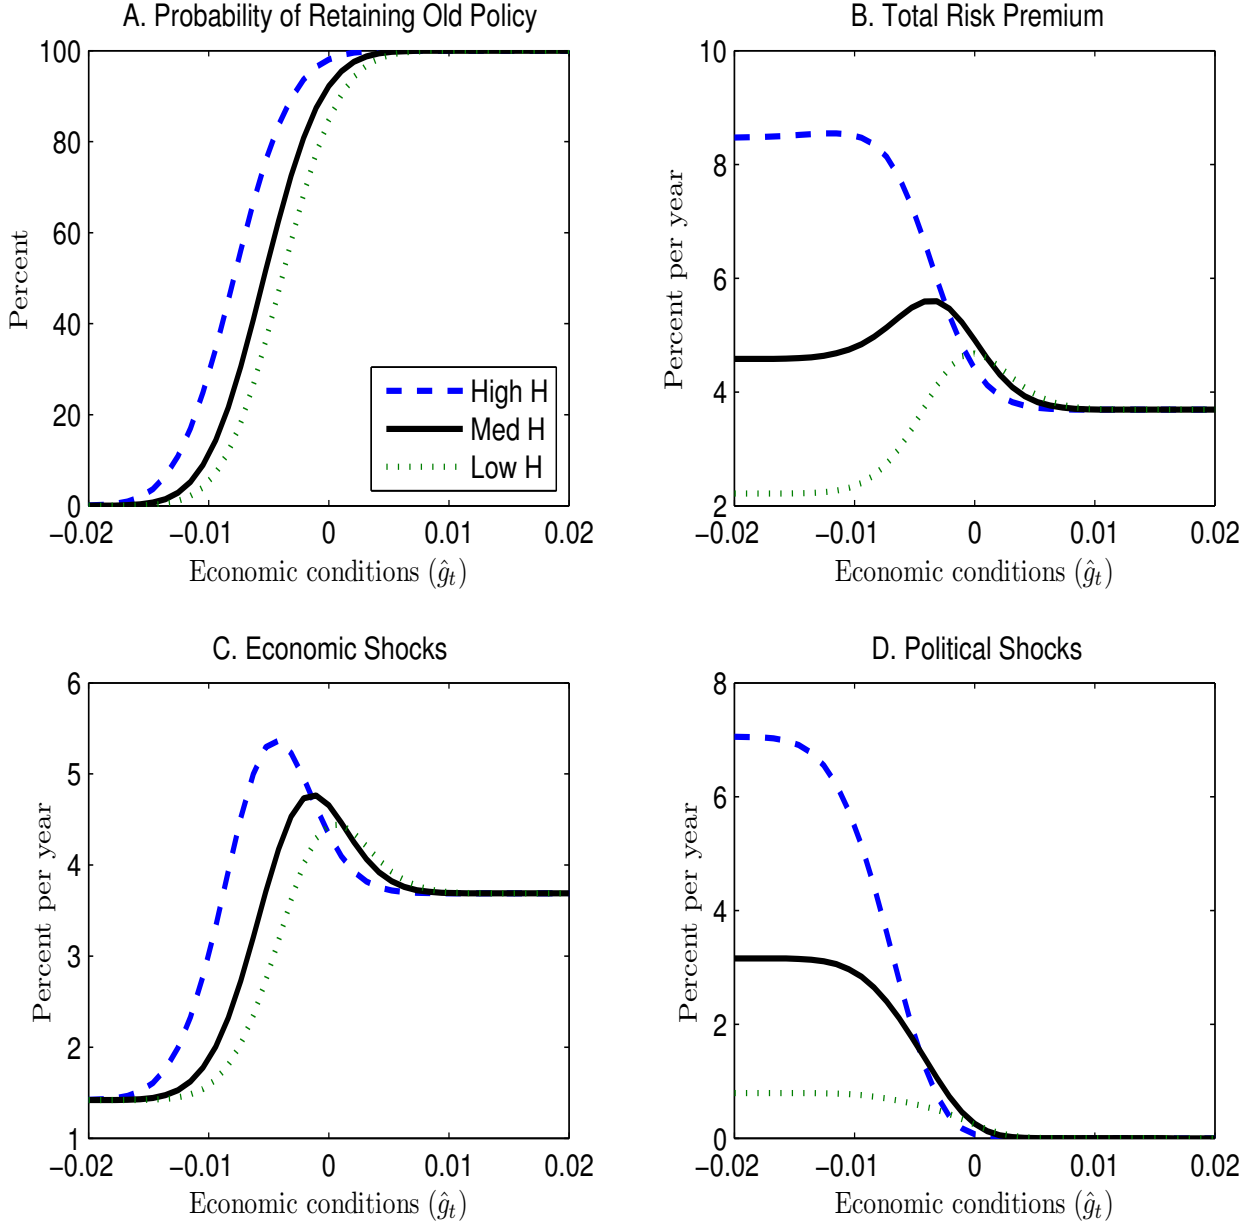 A. Probability of Retaining Old Policy
100
80
60
40
20
0
Percent
High H
Med H
Low H
−0.02 −0.01 0 0.01 0.02
Economic conditions (ĝt)
B. Total Risk Premium
10
8
6
4
2
Percent per year
−0.02 −0.01 0 0.01 0.02
Economic conditions (ĝt)
C. Economic Shocks
6
5
4
3
2
1
Percent per year
−0.02 −0.01 0 0.01 0.02
Economic conditions (ĝt)
D. Political Shocks
8
6
4
2
0
Percent per year
−0.02 −0.01 0 0.01 0.02
Economic conditions (ĝt)